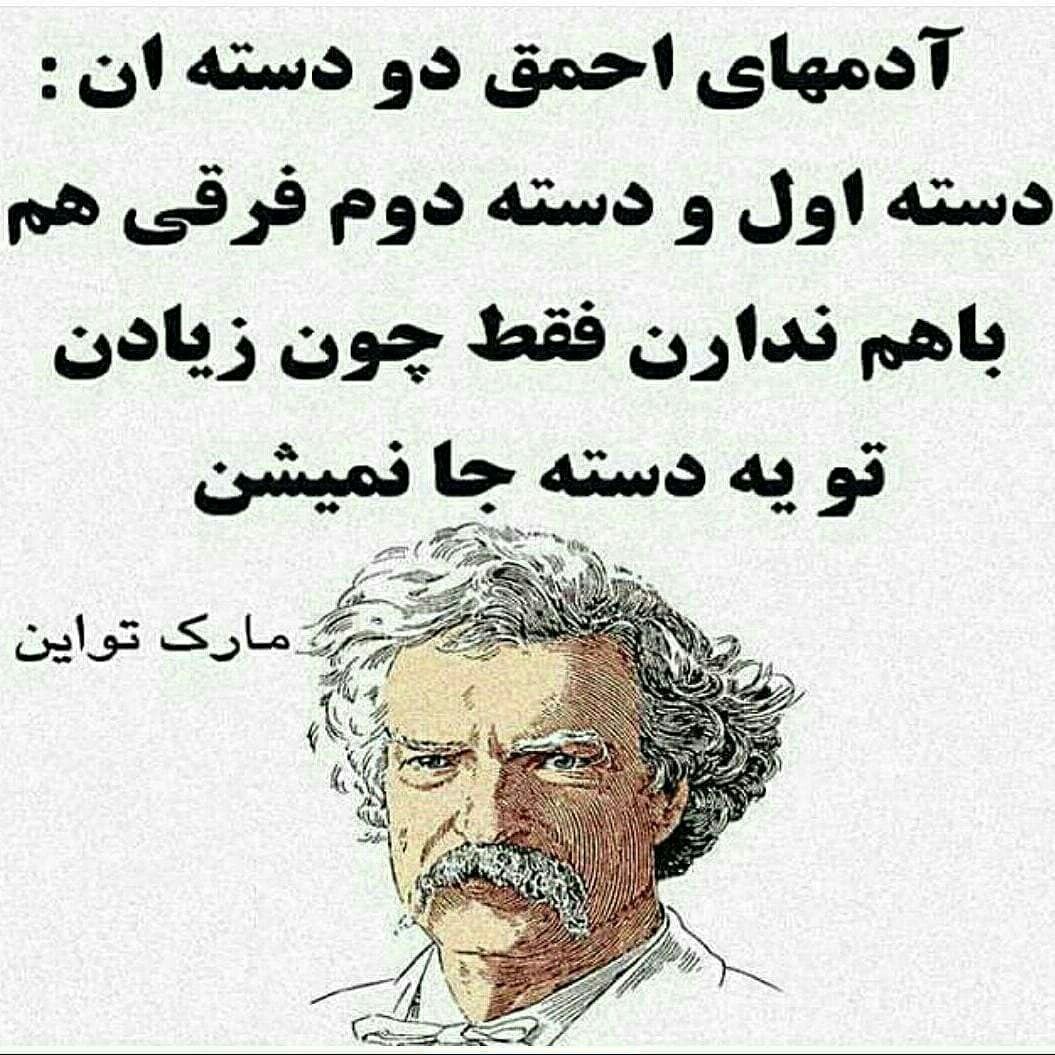 آدمهای احمق دو دسته ان :
دسته اول و دسته دوم فرقی هم
باهم ندارن فقط چون زیادن
تو یه دسته جا نمیشن
مارک تواین